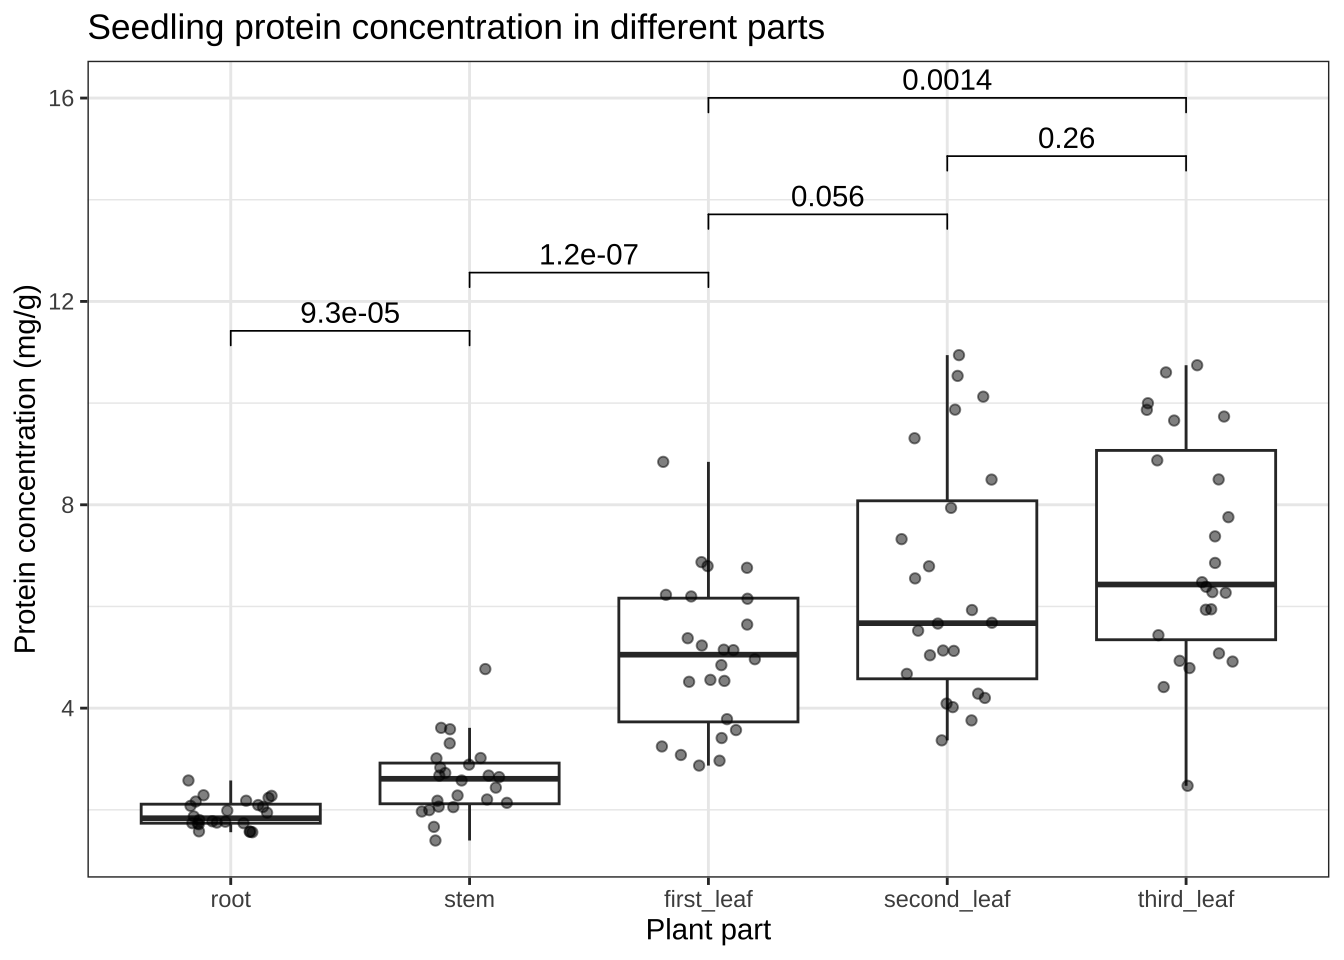 Seedling protein concentration in different parts
0.0014
0.26
0.056
1.2e-07
9.3e-05
16
12
8
4
Protein concentration (mg/g)
root stem first_leaf second_leaf third_leaf
Plant part